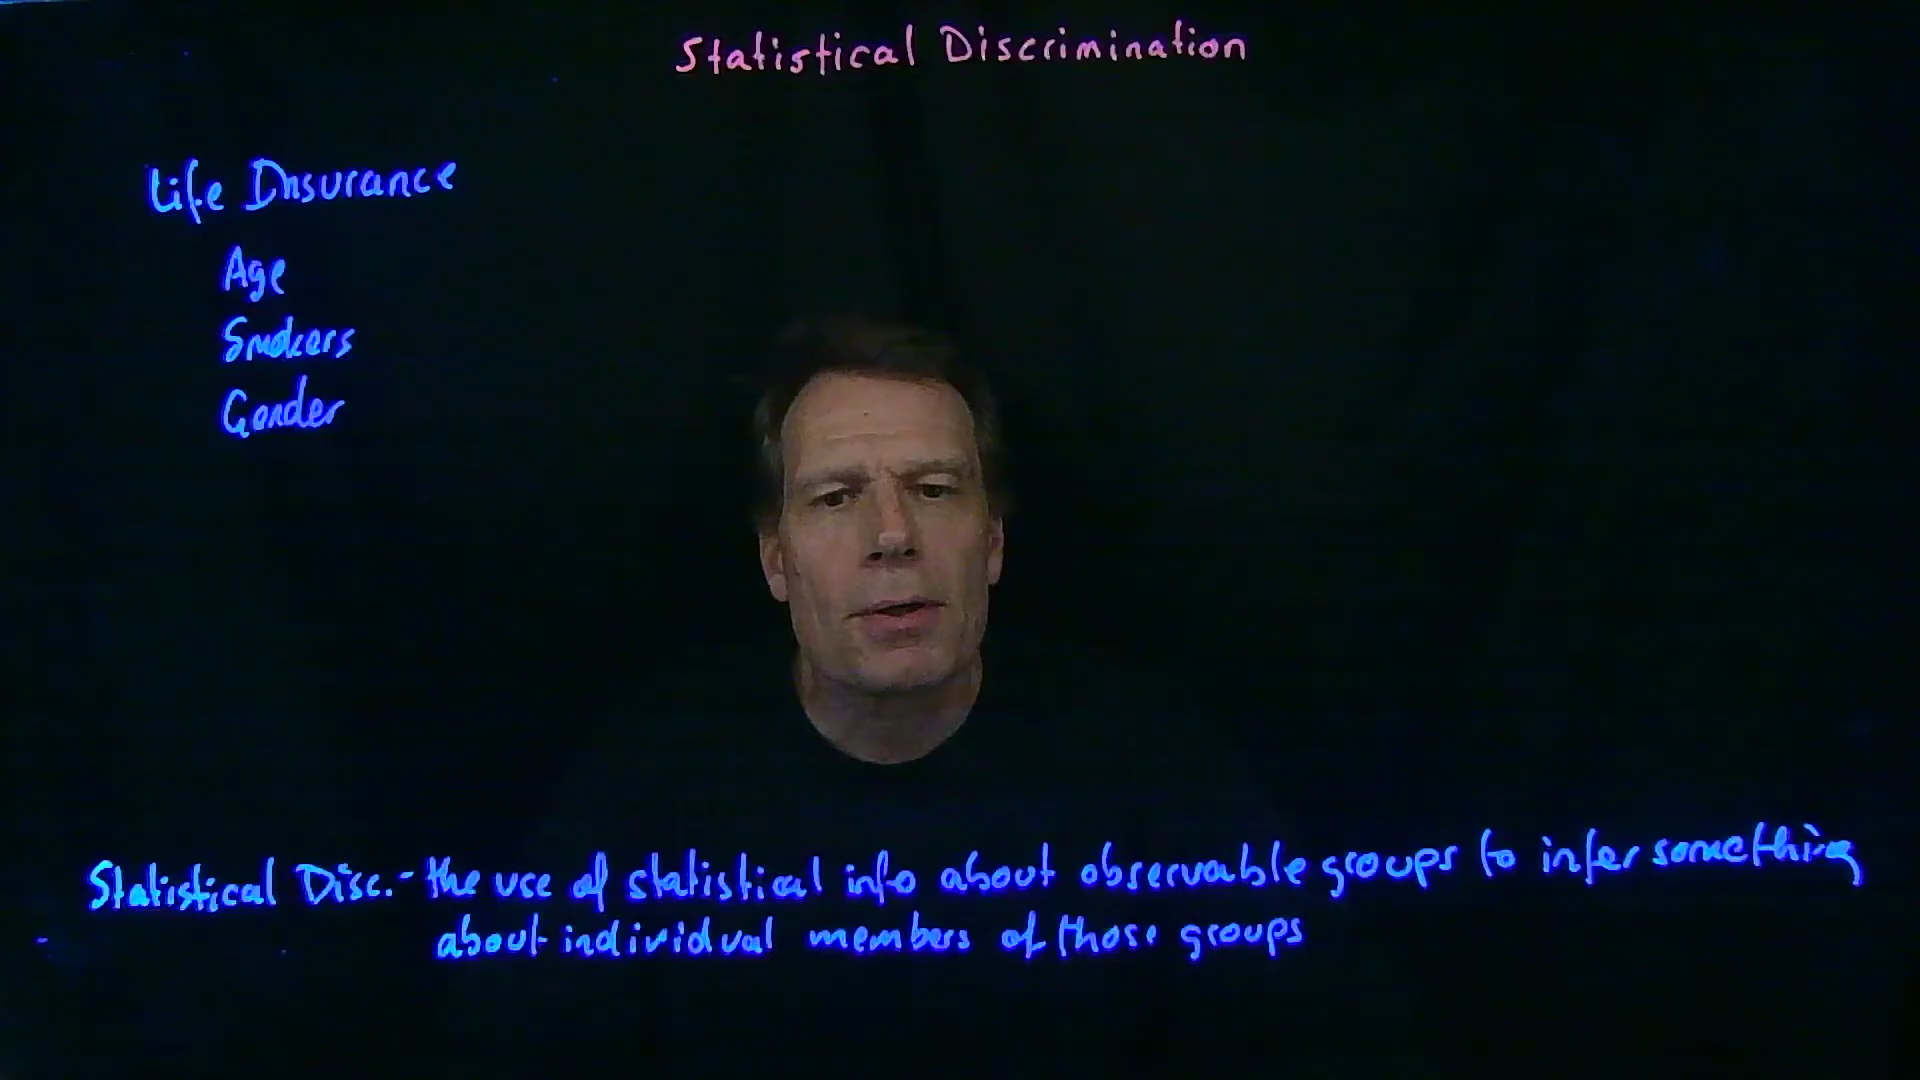 Statistical Discrimination
Life Insurance
Age
Smokers
Gender
Statistical Disc. - the use of statistical info about observable groups to infer something
about individual members of those groups